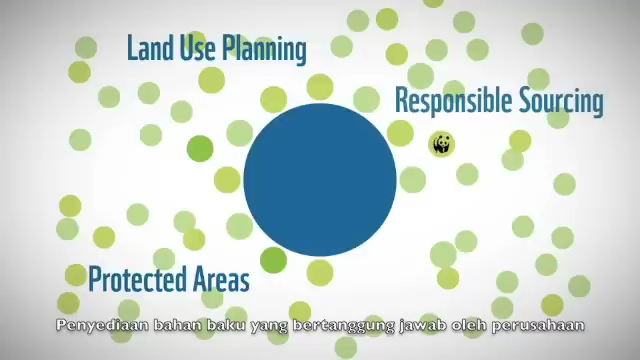 Land Use Planning
Responsible Sourcing
Protected Areas
Penyediaan bahan baku yang bertanggung jawab oleh perusahaan